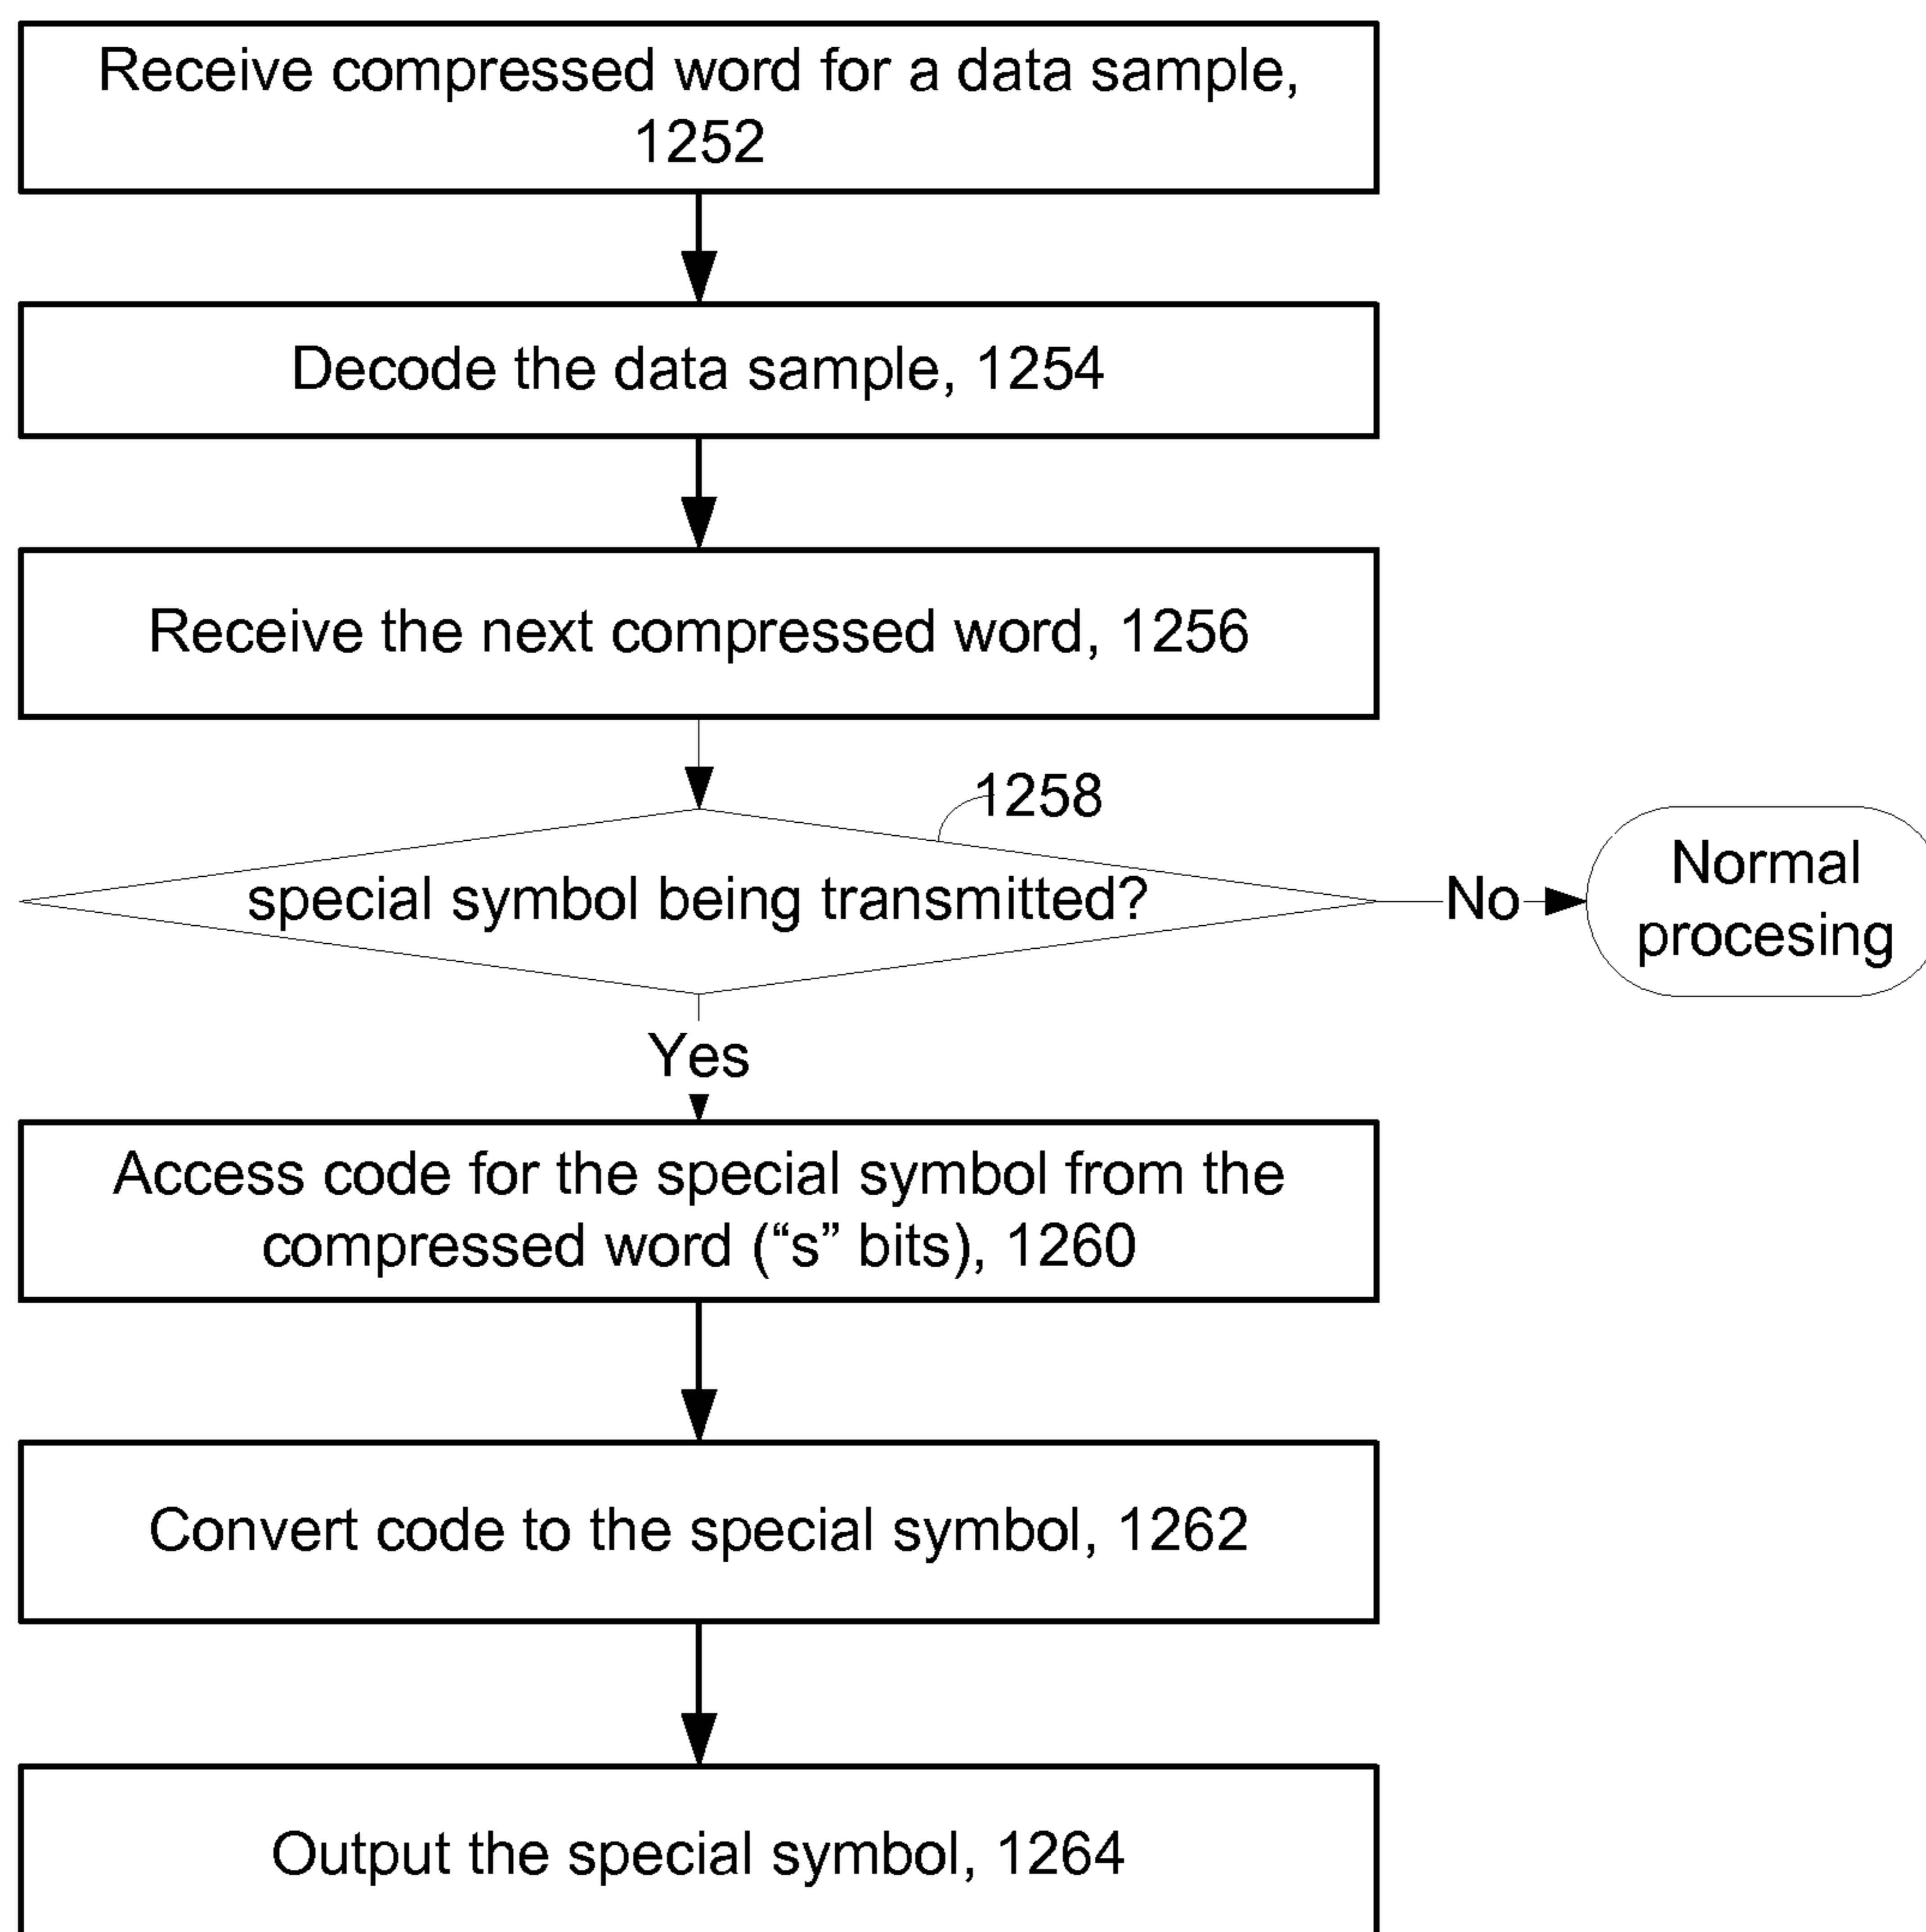 Receive compressed word for a data sample,
1252
Decode the data sample, 1254
Receive the next compressed word, 1256
1258
special symbol being transmitted?
No
Normal
procesing
Yes
Access code for the special symbol from the
compressed word (“s” bits), 1260
Convert code to the special symbol, 1262
Output the special symbol, 1264